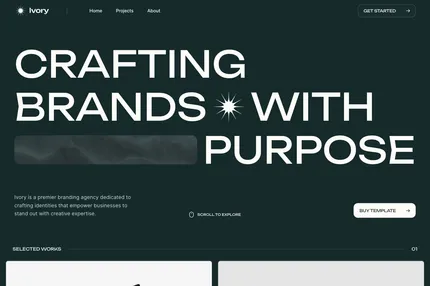 Ivory
Home
Projects
About
GET STARTED →
CRAFTING
BRANDS WITH
PURPOSE
Ivory is a premier branding agency dedicated to
crafting identities that empower businesses to
stand out with creative expertise.
SCROLL TO EXPLORE
BUY TEMPLATE →
SELECTED WORKS
01